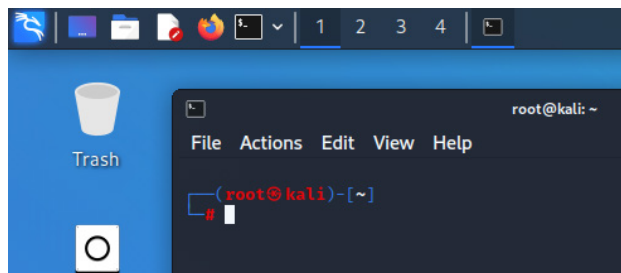 1 2 3 4
root@kali: ~
File Actions Edit View Help
Trash
┌──(root㉿kali)-[~]
└─#